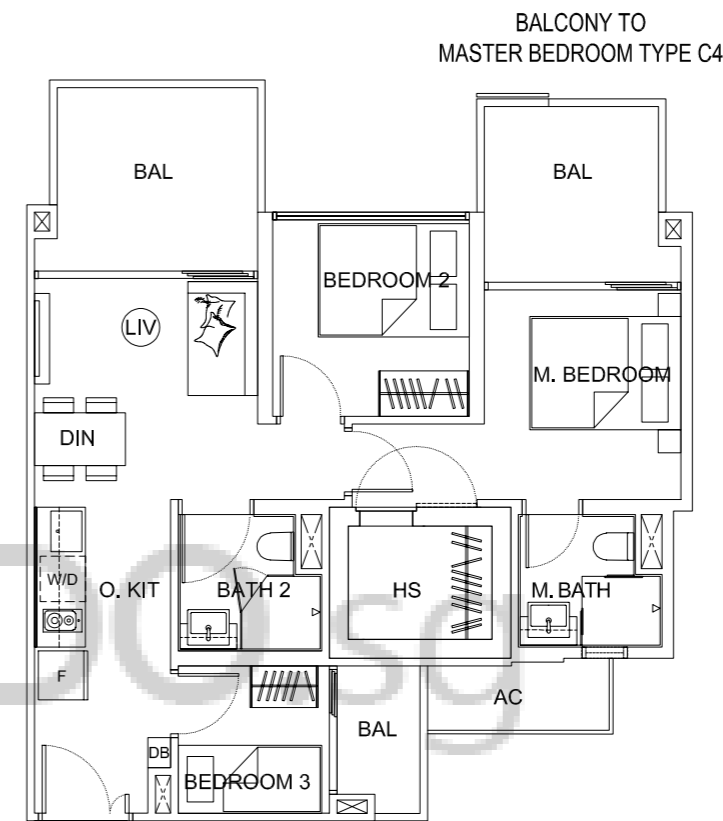 BALCONY TO
MASTER BEDROOM TYPE C4
BAL
BAL
BEDROOM 2
LIV
M. BEDROOM
DIN
W/D
O. KIT
BATH 2
HS
M. BATH
F
AC
BAL
DB
BEDROOM 3